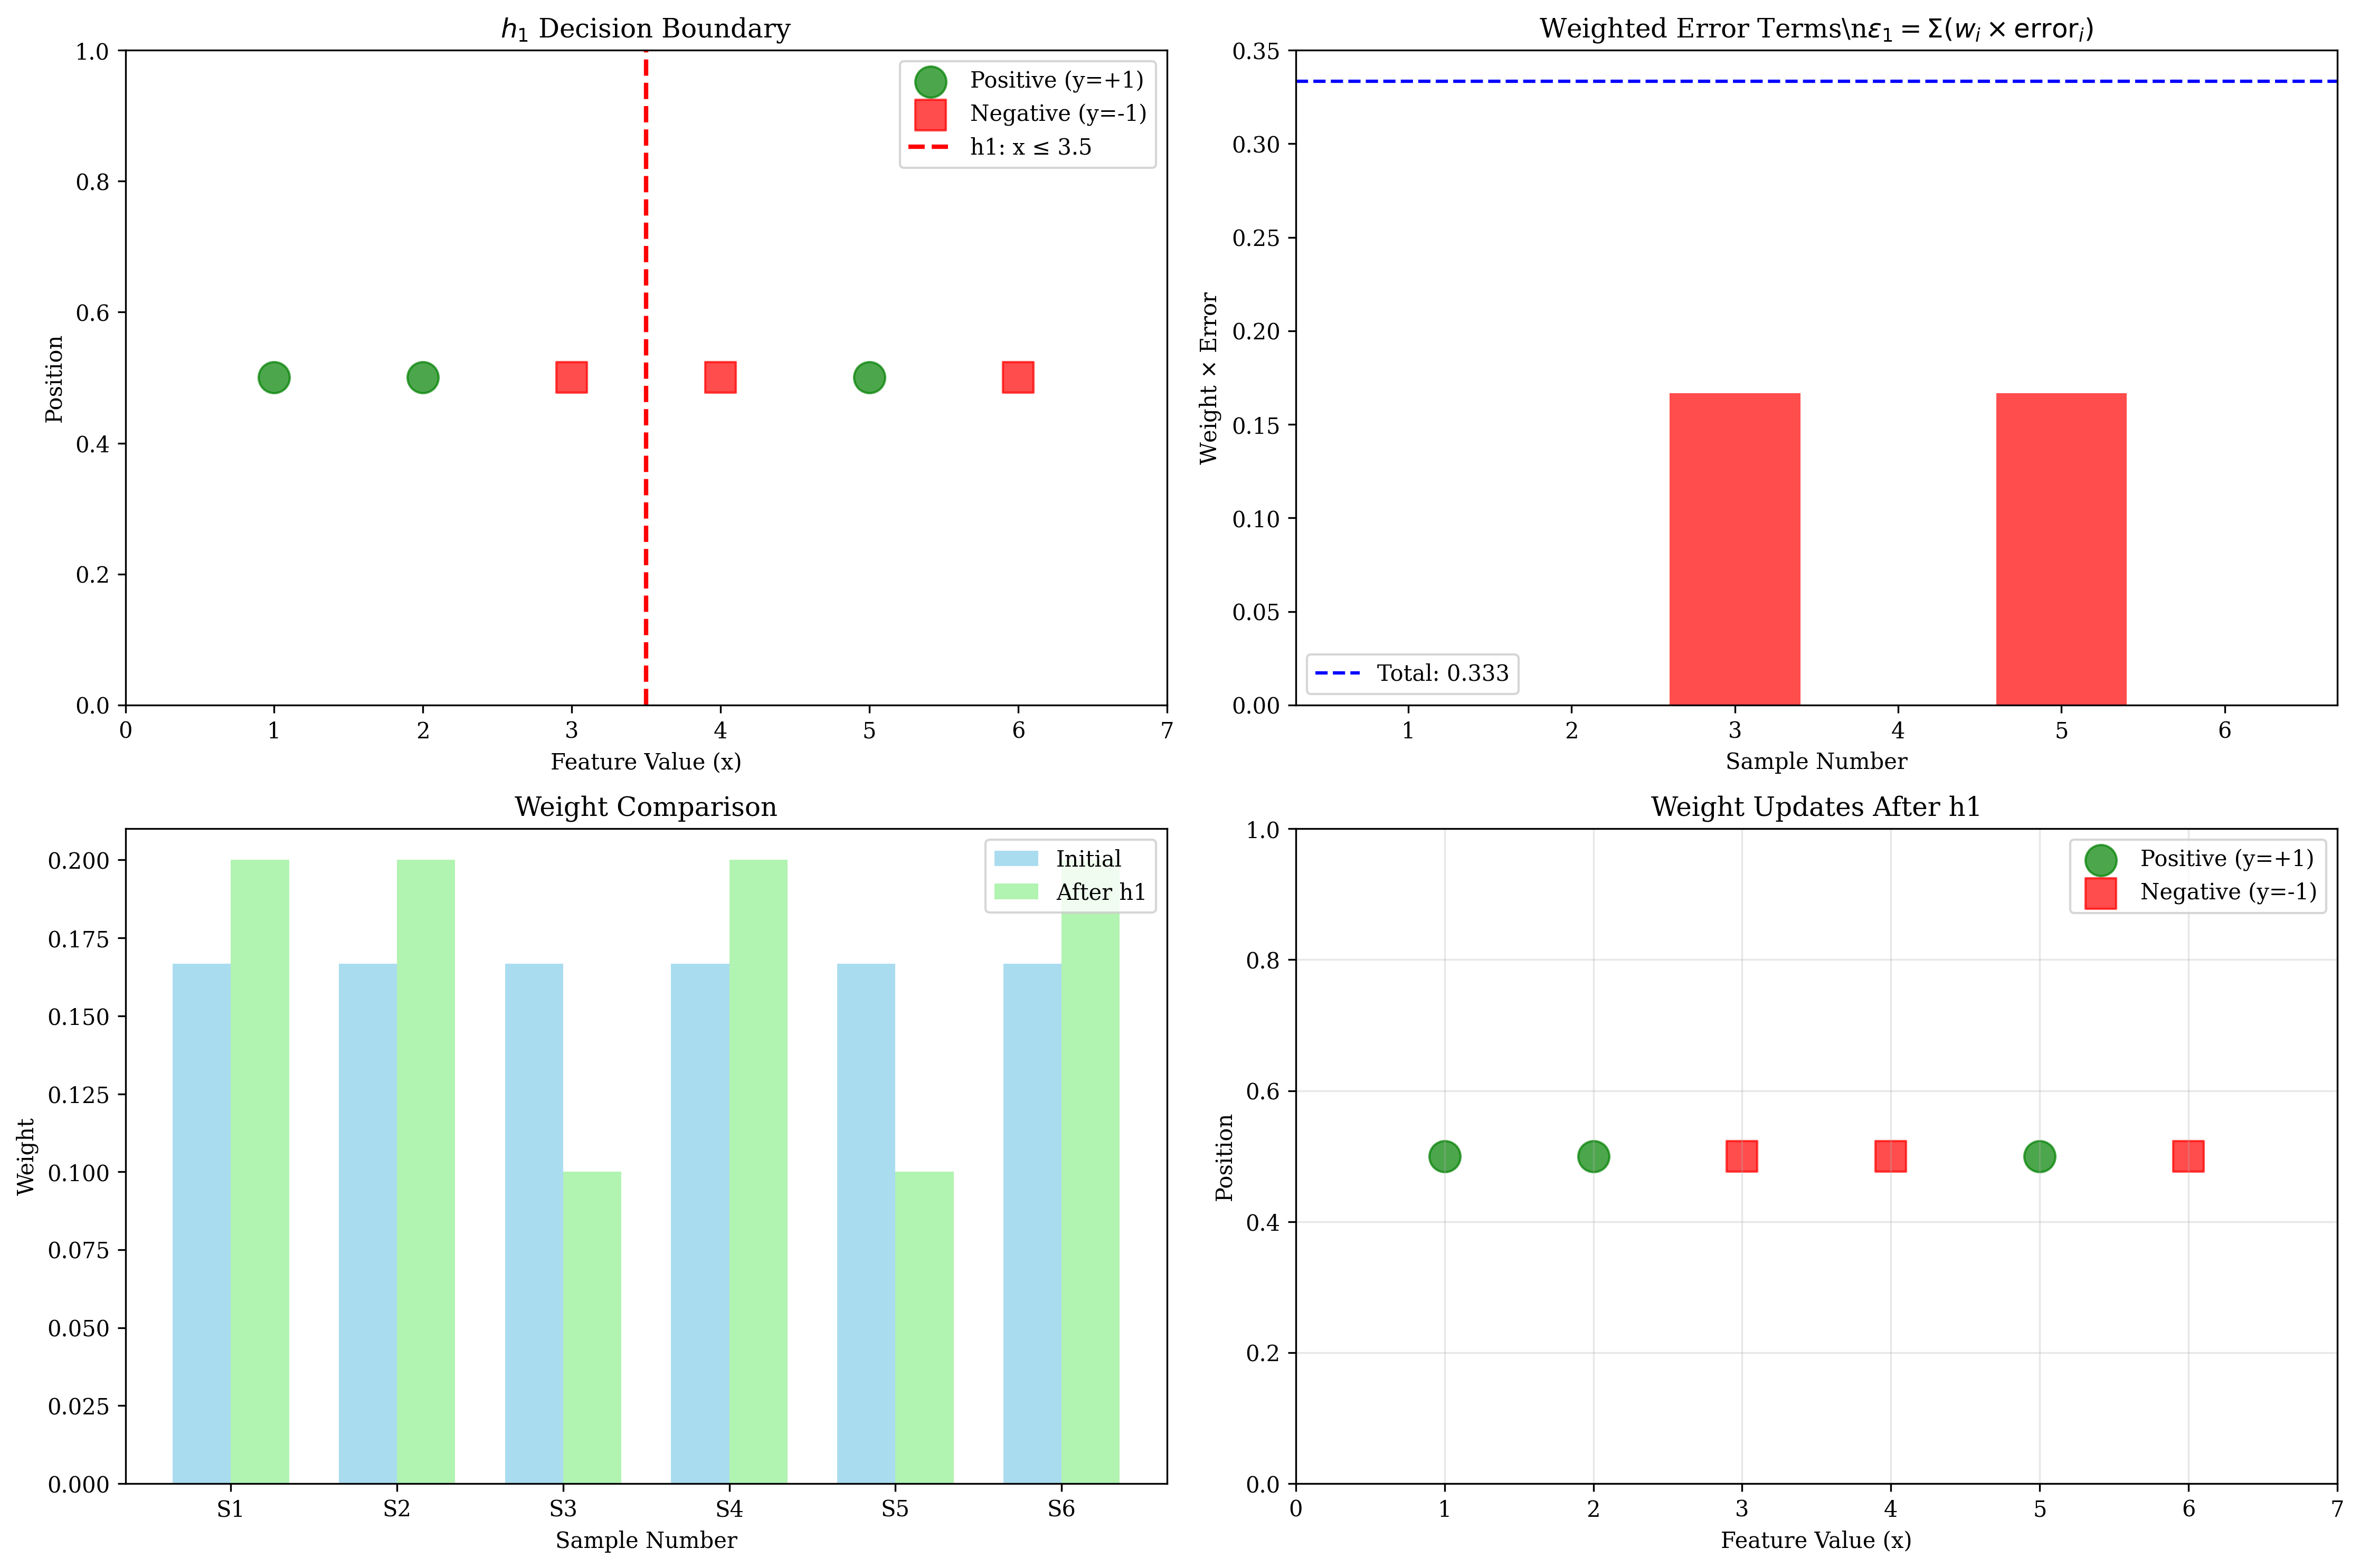 h₁ Decision Boundary
1.0
0.8
0.6
0.4
0.2
0.0
Position
Positive (y=+1)
Negative (y=-1)
h1: x ≤ 3.5
0 1 2 3 4 5 6 7
Feature Value (x)
Weighted Error Terms\nε₁ = Σ(wᵢ × errorᵢ)
0.35
0.30
0.25
0.20
0.15
0.10
0.05
0.00
Weight × Error
Total: 0.333
1 2 3 4 5 6
Sample Number
Weight Comparison
0.200
0.175
0.150
0.125
0.100
0.075
0.050
0.025
0.000
Weight
Initial
After h1
S1 S2 S3 S4 S5 S6
Sample Number
Weight Updates After h1
1.0
0.8
0.6
0.4
0.2
0.0
Position
Positive (y=+1)
Negative (y=-1)
0 1 2 3 4 5 6 7
Feature Value (x)